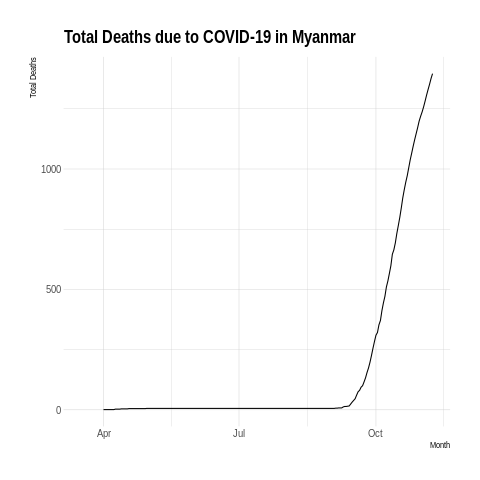 Total Deaths due to COVID-19 in Myanmar
Total Deaths
1000
500
0
Apr
Jul
Oct
Month